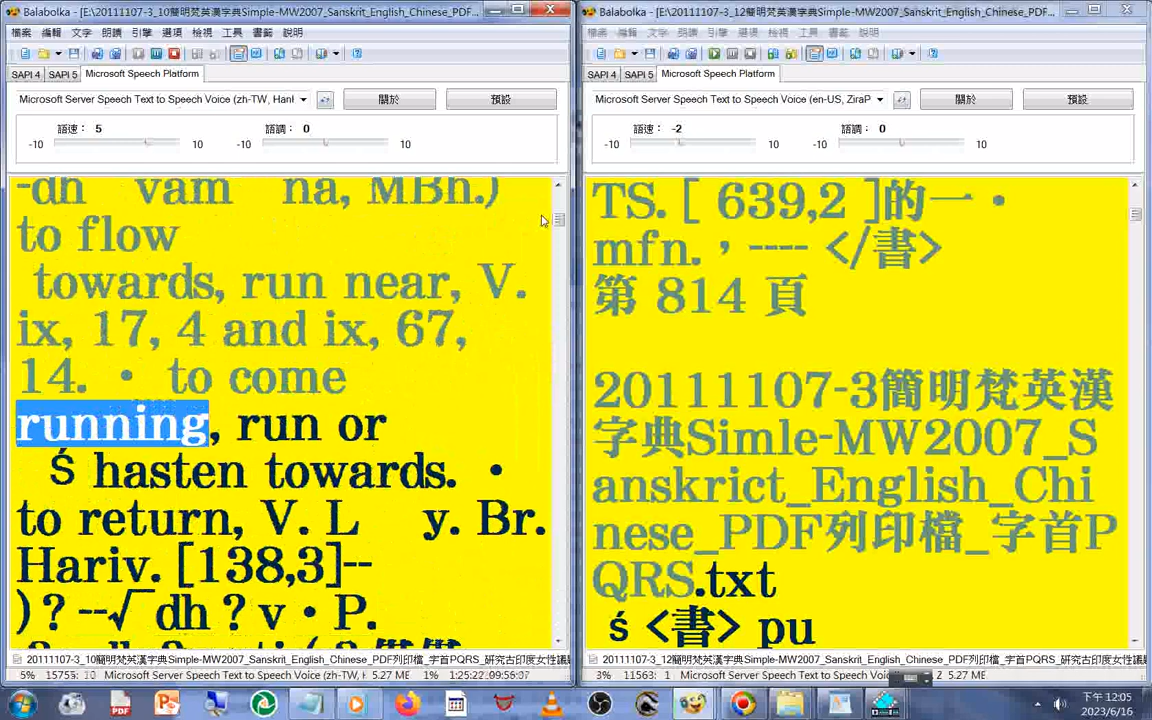 Balabolka - [E:\20111107-3_10簡明梵英漢字典Simple-MW2007_Sanskrit_English_Chinese_PDF...
檔案 編輯 文字 朗讀 引擎 選項 檢視 工具 書籤 說明
SAPI 4 SAPI 5 Microsoft Speech Platform
Microsoft Server Speech Text to Speech Voice (zh-TW, Hanl
關於 預設
語速： 5 語調： 0
-10 10 -10 10
-dh vam na, MBh.)
to flow
towards, run near, V.
ix, 17, 4 and ix, 67,
14. • to come
running, run or
Ś hasten towards. •
to return, V. L y. Br.
Hariv. [138,3]--
)？--√dh？v•P.
20111107-3_10簡明梵英漢字典Simple-MW2007_Sanskrit_English_Chinese_PDF列印檔_字首PQRS_研究古印度女性議
5% 15755: 10 Microsoft Server Speech Text to Speech Voice (zh-TW, H 5.27 ME 1% 1:25:22
Balabolka - [E:\20111107-3_12簡明梵英漢字典Simple-MW2007_Sanskrit_English_Chinese_PDF...
檔案 編輯 文字 朗讀 引擎 選項 檢視 工具 書籤 說明
SAPI 4 SAPI 5 Microsoft Speech Platform
Microsoft Server Speech Text to Speech Voice (en-US, ZiraP
關於 預設
語速： -2 語調： 0
-10 10 -10 10
TS. [ 639,2 ]的一•
mfn.，---- </書>
第 814 頁
20111107-3簡明梵英漢
字典Simle-MW2007_S
anskrict_English_Chi
nese_PDF列印檔_字首P
QRS.txt
ś <書> pu
20111107-3_12簡明梵英漢字典Simple-MW2007_Sanskrit_English_Chinese_PDF列印檔_字首PQRS_研究古印度女性議
3% 11563: 1 Microsoft Server Speech Text to Speech Voice 5.27 ME
下午 12:05
2023/6/16